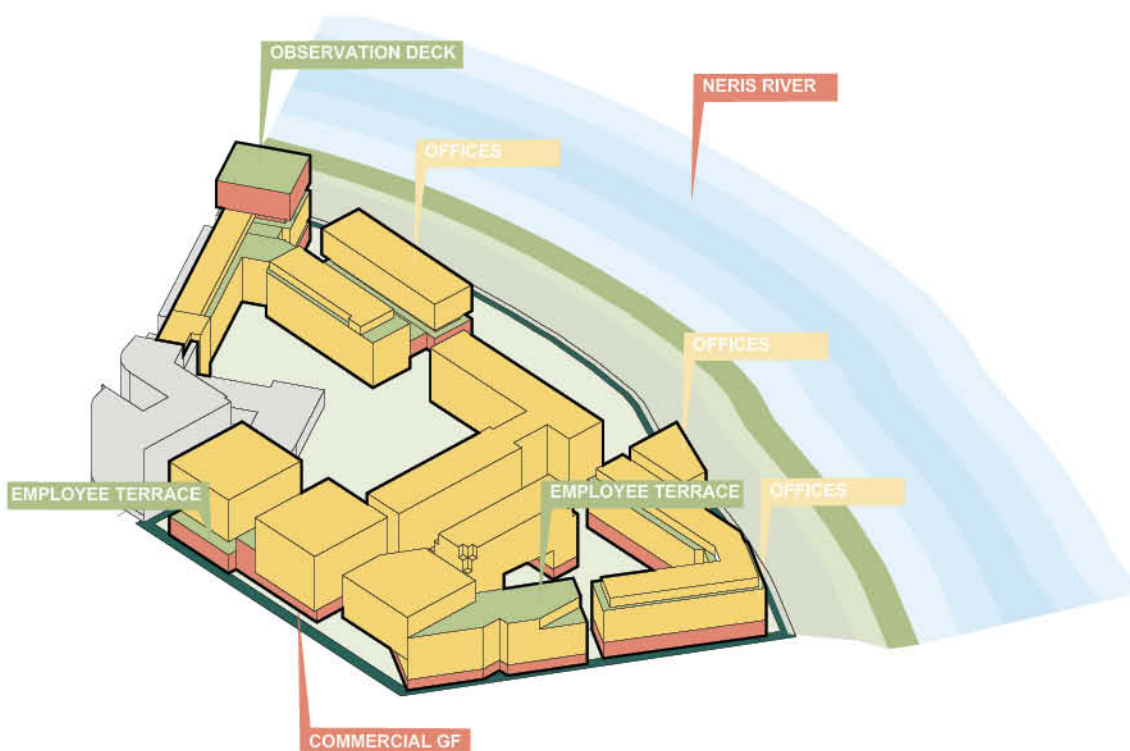 OBSERVATION DECK
NERIS RIVER
OFFICES
OFFICES
EMPLOYEE TERRACE
EMPLOYEE TERRACE
OFFICES
COMMERCIAL GF